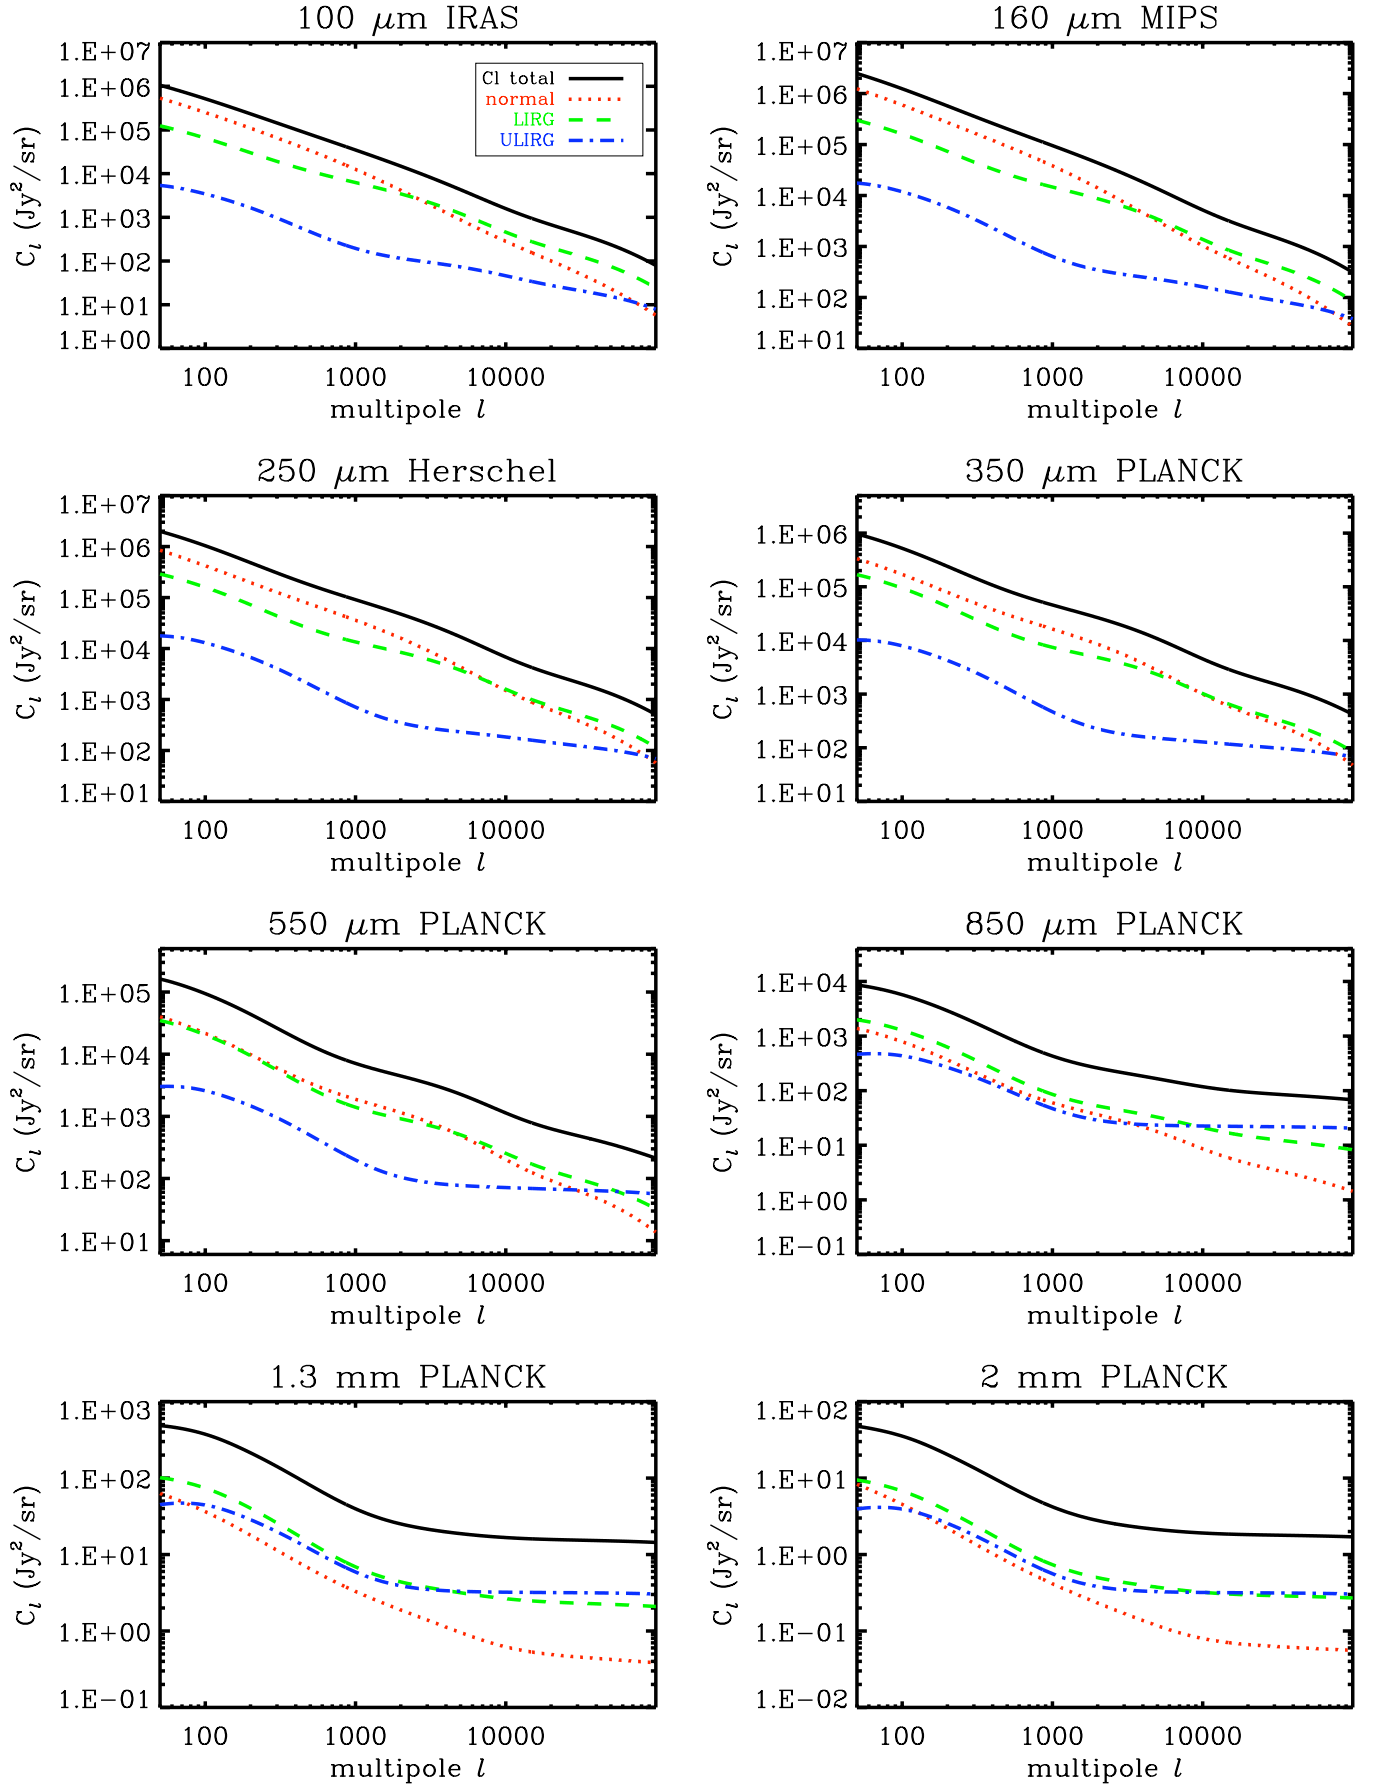 100 μm IRAS
1.E+07
1.E+06
1.E+05
1.E+04
1.E+03
1.E+02
1.E+01
1.E+00
C_l (Jy²/sr)
Cl total
normal
LIRG
ULIRG
100 1000 10000
multipole l
160 μm MIPS
1.E+07
1.E+06
1.E+05
1.E+04
1.E+03
1.E+02
1.E+01
C_l (Jy²/sr)
100 1000 10000
multipole l
250 μm Herschel
1.E+07
1.E+06
1.E+05
1.E+04
1.E+03
1.E+02
1.E+01
C_l (Jy²/sr)
100 1000 10000
multipole l
350 μm PLANCK
1.E+06
1.E+05
1.E+04
1.E+03
1.E+02
1.E+01
C_l (Jy²/sr)
100 1000 10000
multipole l
550 μm PLANCK
1.E+05
1.E+04
1.E+03
1.E+02
1.E+01
C_l (Jy²/sr)
100 1000 10000
multipole l
850 μm PLANCK
1.E+04
1.E+03
1.E+02
1.E+01
1.E+00
1.E−01
C_l (Jy²/sr)
100 1000 10000
multipole l
1.3 mm PLANCK
1.E+03
1.E+02
1.E+01
1.E+00
1.E−01
C_l (Jy²/sr)
100 1000 10000
multipole l
2 mm PLANCK
1.E+02
1.E+01
1.E+00
1.E−01
1.E−02
C_l (Jy²/sr)
100 1000 10000
multipole l